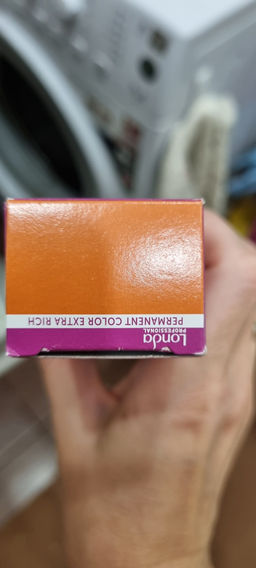 Londa
PROFESSIONAL
PERMANENT COLOR EXTRA RICH